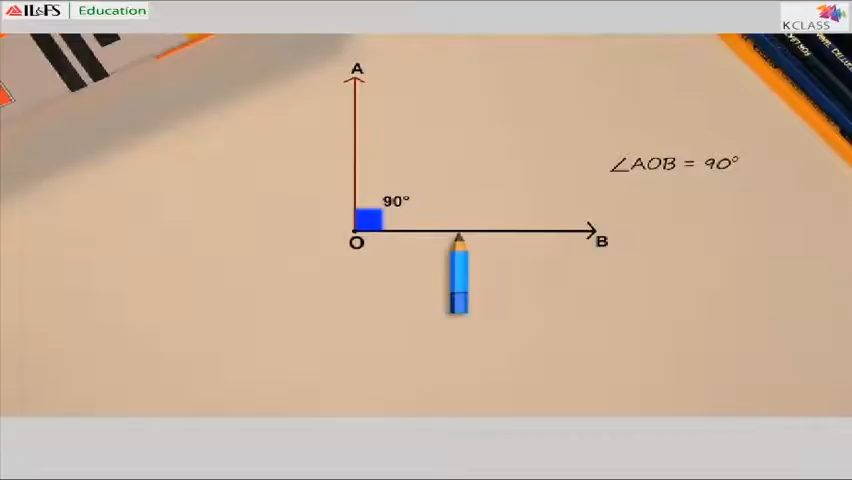 IL&FS Education
KCLASS
A
∠AOB = 90°
90°
O
B